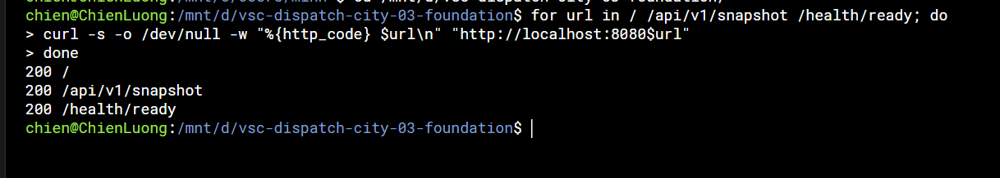 chien@ChienLuong:/mnt/d/vsc-dispatch-city-03-foundation$ for url in / /api/v1/snapshot /health/ready; do
> curl -s -o /dev/null -w "%{http_code} $url\n" "http://localhost:8080$url"
> done
200 /
200 /api/v1/snapshot
200 /health/ready
chien@ChienLuong:/mnt/d/vsc-dispatch-city-03-foundation$